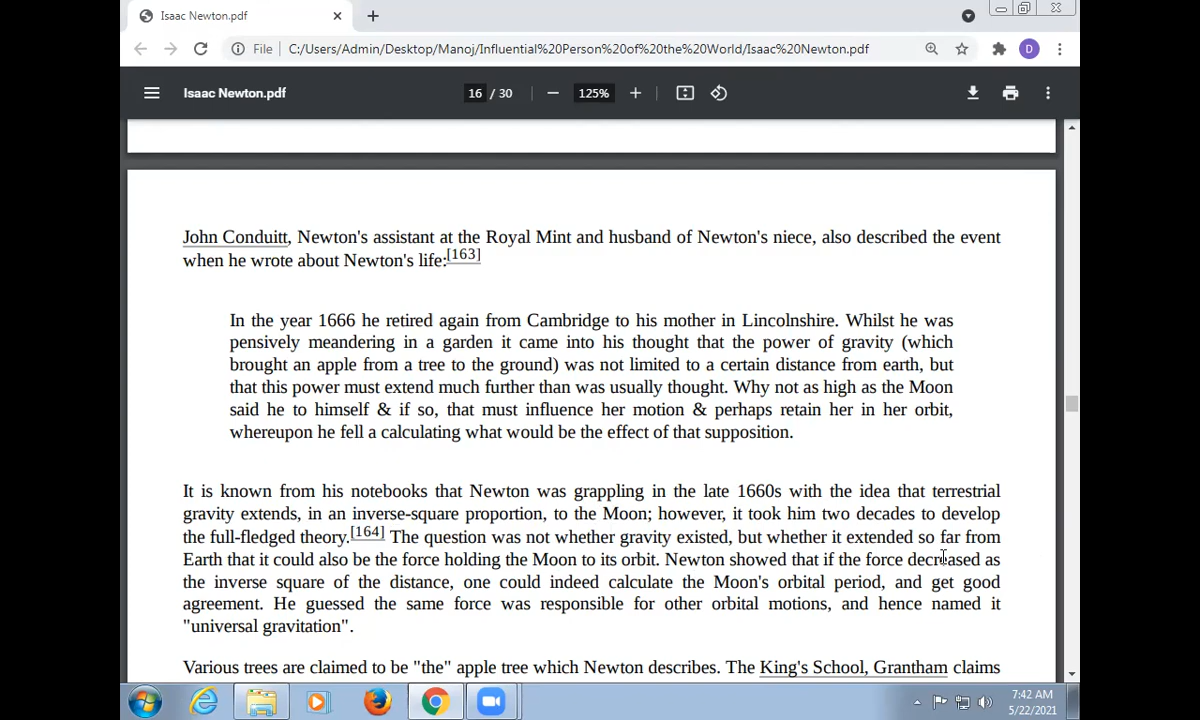 Isaac Newton.pdf
File C:/Users/Admin/Desktop/Manoj/Influential%20Person%20of%20the%20World/Isaac%20Newton.pdf
D
Isaac Newton.pdf
16 / 30
125%
John Conduitt, Newton's assistant at the Royal Mint and husband of Newton's niece, also described the event
when he wrote about Newton's life:[163]
In the year 1666 he retired again from Cambridge to his mother in Lincolnshire. Whilst he was
pensively meandering in a garden it came into his thought that the power of gravity (which
brought an apple from a tree to the ground) was not limited to a certain distance from earth, but
that this power must extend much further than was usually thought. Why not as high as the Moon
said he to himself & if so, that must influence her motion & perhaps retain her in her orbit,
whereupon he fell a calculating what would be the effect of that supposition.
It is known from his notebooks that Newton was grappling in the late 1660s with the idea that terrestrial
gravity extends, in an inverse-square proportion, to the Moon; however, it took him two decades to develop
the full-fledged theory.[164] The question was not whether gravity existed, but whether it extended so far from
Earth that it could also be the force holding the Moon to its orbit. Newton showed that if the force decreased as
the inverse square of the distance, one could indeed calculate the Moon's orbital period, and get good
agreement. He guessed the same force was responsible for other orbital motions, and hence named it
"universal gravitation".
Various trees are claimed to be "the" apple tree which Newton describes. The King's School, Grantham claims
7:42 AM
5/22/2021